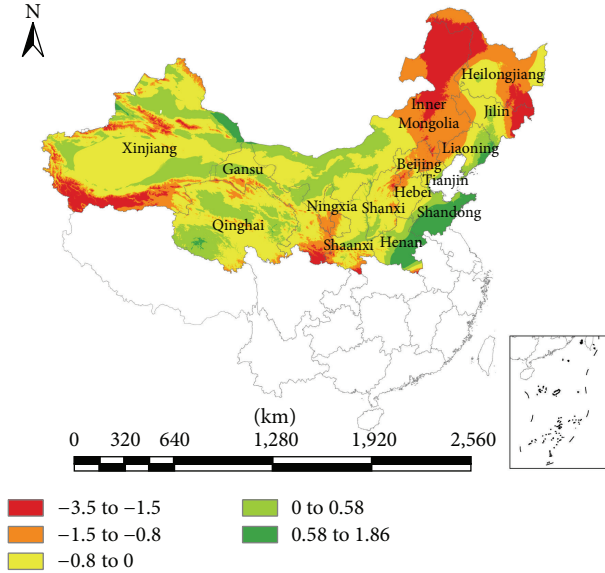 N
Heilongjiang
Inner
Mongolia
Jilin
Xinjiang
Liaoning
Gansu
Beijing
Tianjin
Hebei
Ningxia
Shanxi
Shandong
Qinghai
Shaanxi
Henan
(km)
0 320 640 1,280 1,920 2,560
−3.5 to −1.5
0 to 0.58
−1.5 to −0.8
0.58 to 1.86
−0.8 to 0